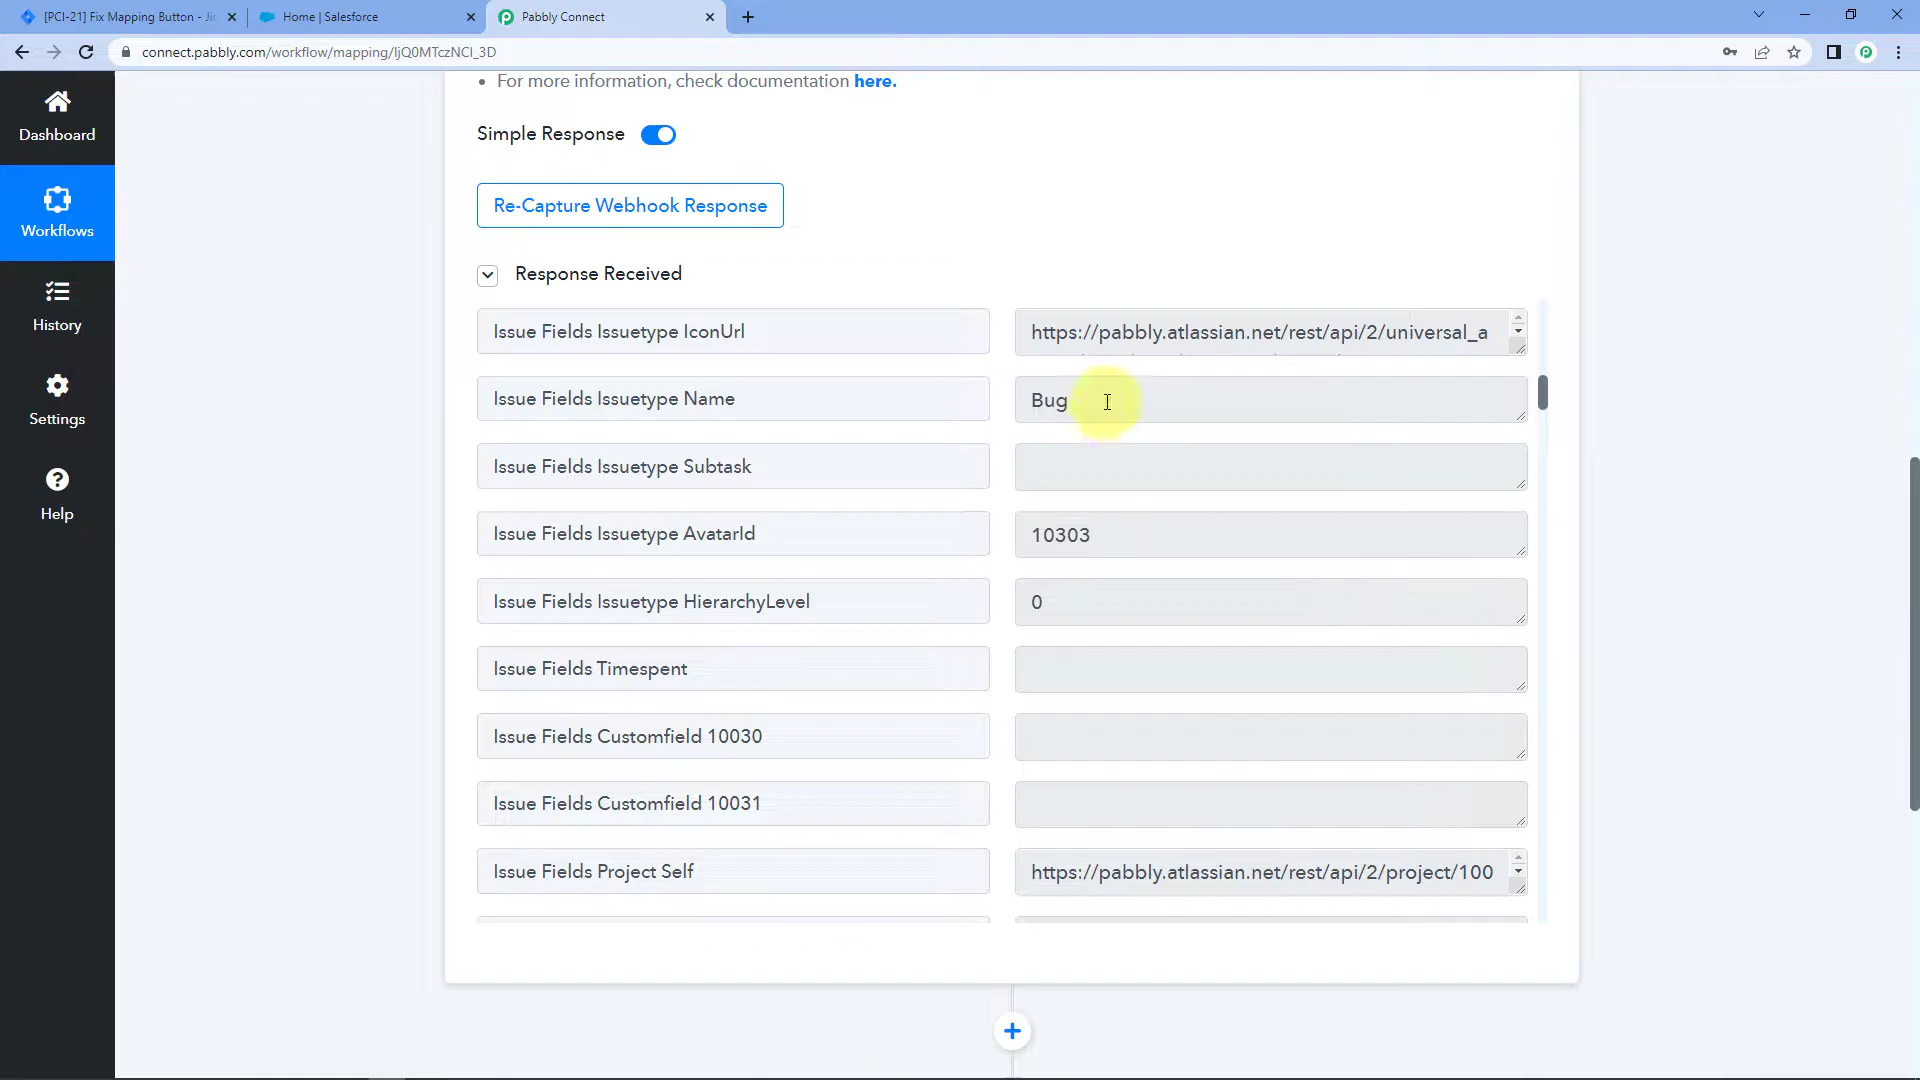 [PCI-21] Fix Mapping Button - Ji
Home | Salesforce
Pabbly Connect
connect.pabbly.com/workflow/mapping/IjQ0MTczNCI_3D
Dashboard
Workflows
History
Settings
Help
For more information, check documentation here.
Simple Response
Re-Capture Webhook Response
Response Received
Issue Fields Issuetype IconUrl
https://pabbly.atlassian.net/rest/api/2/universal_a
Issue Fields Issuetype Name
Bug
Issue Fields Issuetype Subtask
Issue Fields Issuetype AvatarId
10303
Issue Fields Issuetype HierarchyLevel
0
Issue Fields Timespent
Issue Fields Customfield 10030
Issue Fields Customfield 10031
Issue Fields Project Self
https://pabbly.atlassian.net/rest/api/2/project/100